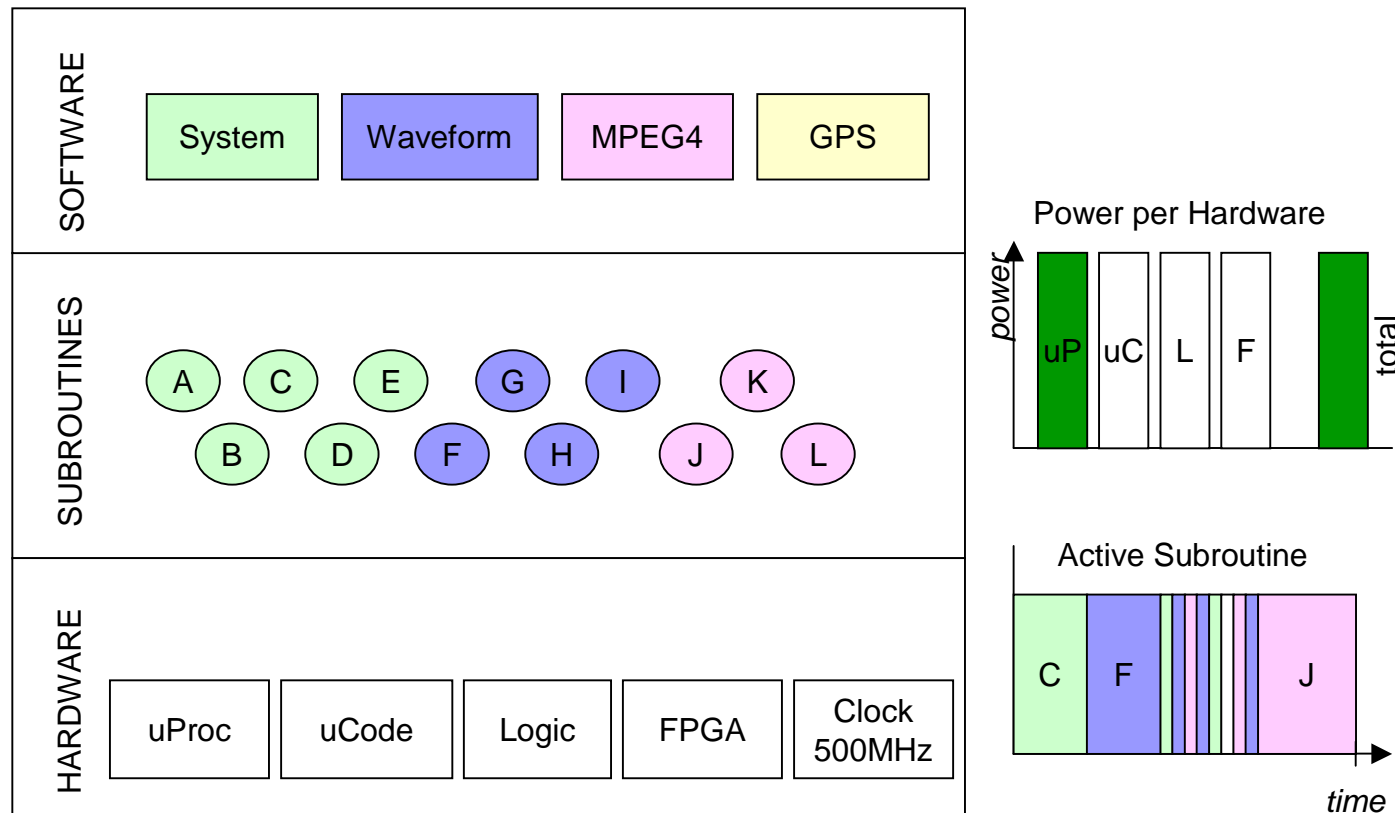 SOFTWARE
System
Waveform
MPEG4
GPS
SUBROUTINES
A
C
E
G
I
K
B
D
F
H
J
L
HARDWARE
uProc
uCode
Logic
FPGA
Clock
500MHz
Power per Hardware
power
uP
uC
L
F
total
Active Subroutine
C
F
J
time